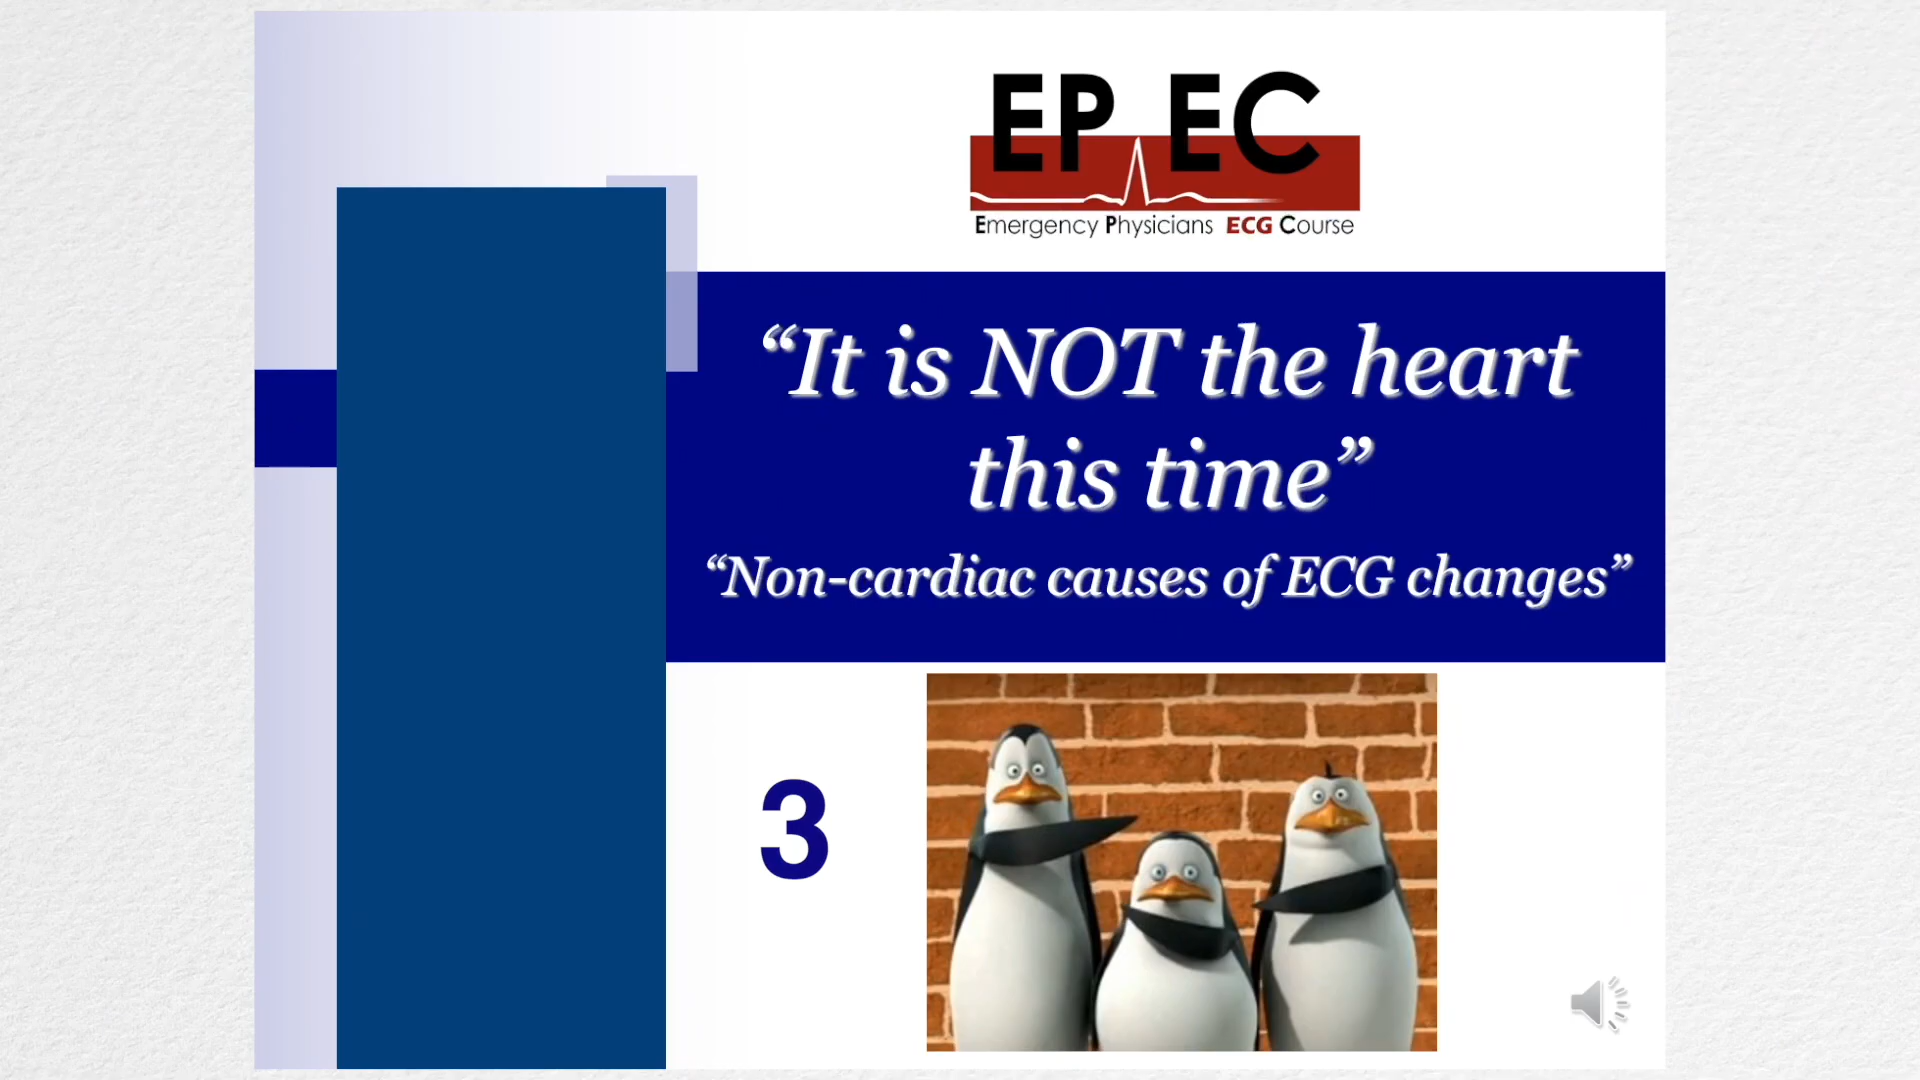 EP EC
Emergency Physicians ECG Course
“It is NOT the heart
this time”
“Non-cardiac causes of ECG changes”
3